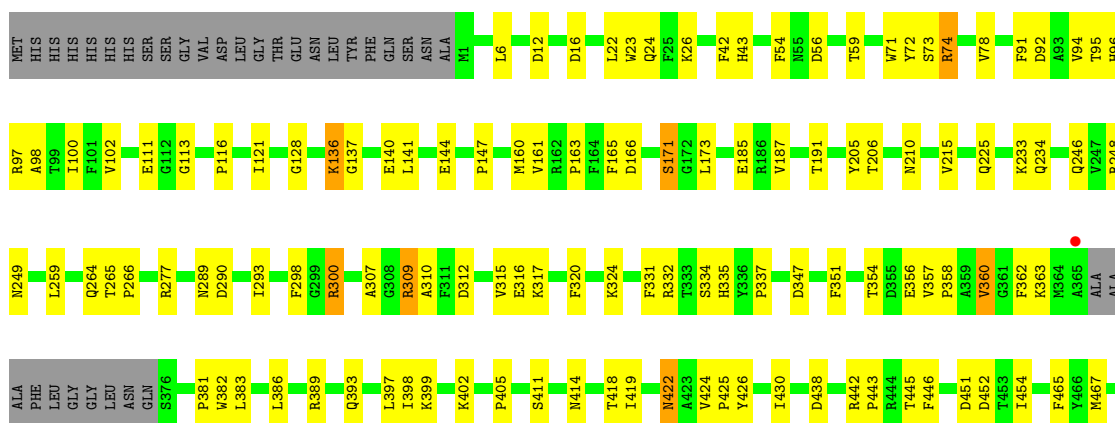 MET HIS HIS HIS HIS HIS HIS SER SER GLY VAL ASP LEU GLY THR GLU ASN LEU TYR PHE GLN SER ASN ALA M1 L6 D12 D16 L22 W23 Q24 F25 K26 F42 H43 F54 N55 D56 T59 W71 Y72 S73 R74 V78 F91 D92 A93 V94 T95 H96
R97 A98 T99 I100 F101 V102 E111 G112 G113 P116 I121 G128 K136 G137 E140 L141 E144 P147 M160 V161 R162 P163 F164 F165 D166 S171 G172 L173 E185 R186 V187 T191 Y205 T206 N210 V215 Q225 K233 Q234 Q246 V247 R248
N249 L259 Q264 T265 P266 R277 N289 D290 I293 F298 G299 R300 A307 G308 R309 A310 F311 D312 V315 E316 K317 F320 K324 F331 R332 T333 S334 H335 Y336 P337 D347 F351 T354 D355 E356 V357 P358 A359 V360 G361 F362 K363 M364 A365 ALA ALA
ALA PHE LEU GLY GLY LEU ASN GLN S376 P381 W382 L383 L386 R389 Q393 L397 I398 K399 K402 P405 S411 N414 T418 I419 N422 A423 V424 P425 Y426 I430 D438 R442 P443 R444 T445 F446 D451 D452 T453 I454 F465 Y466 M467